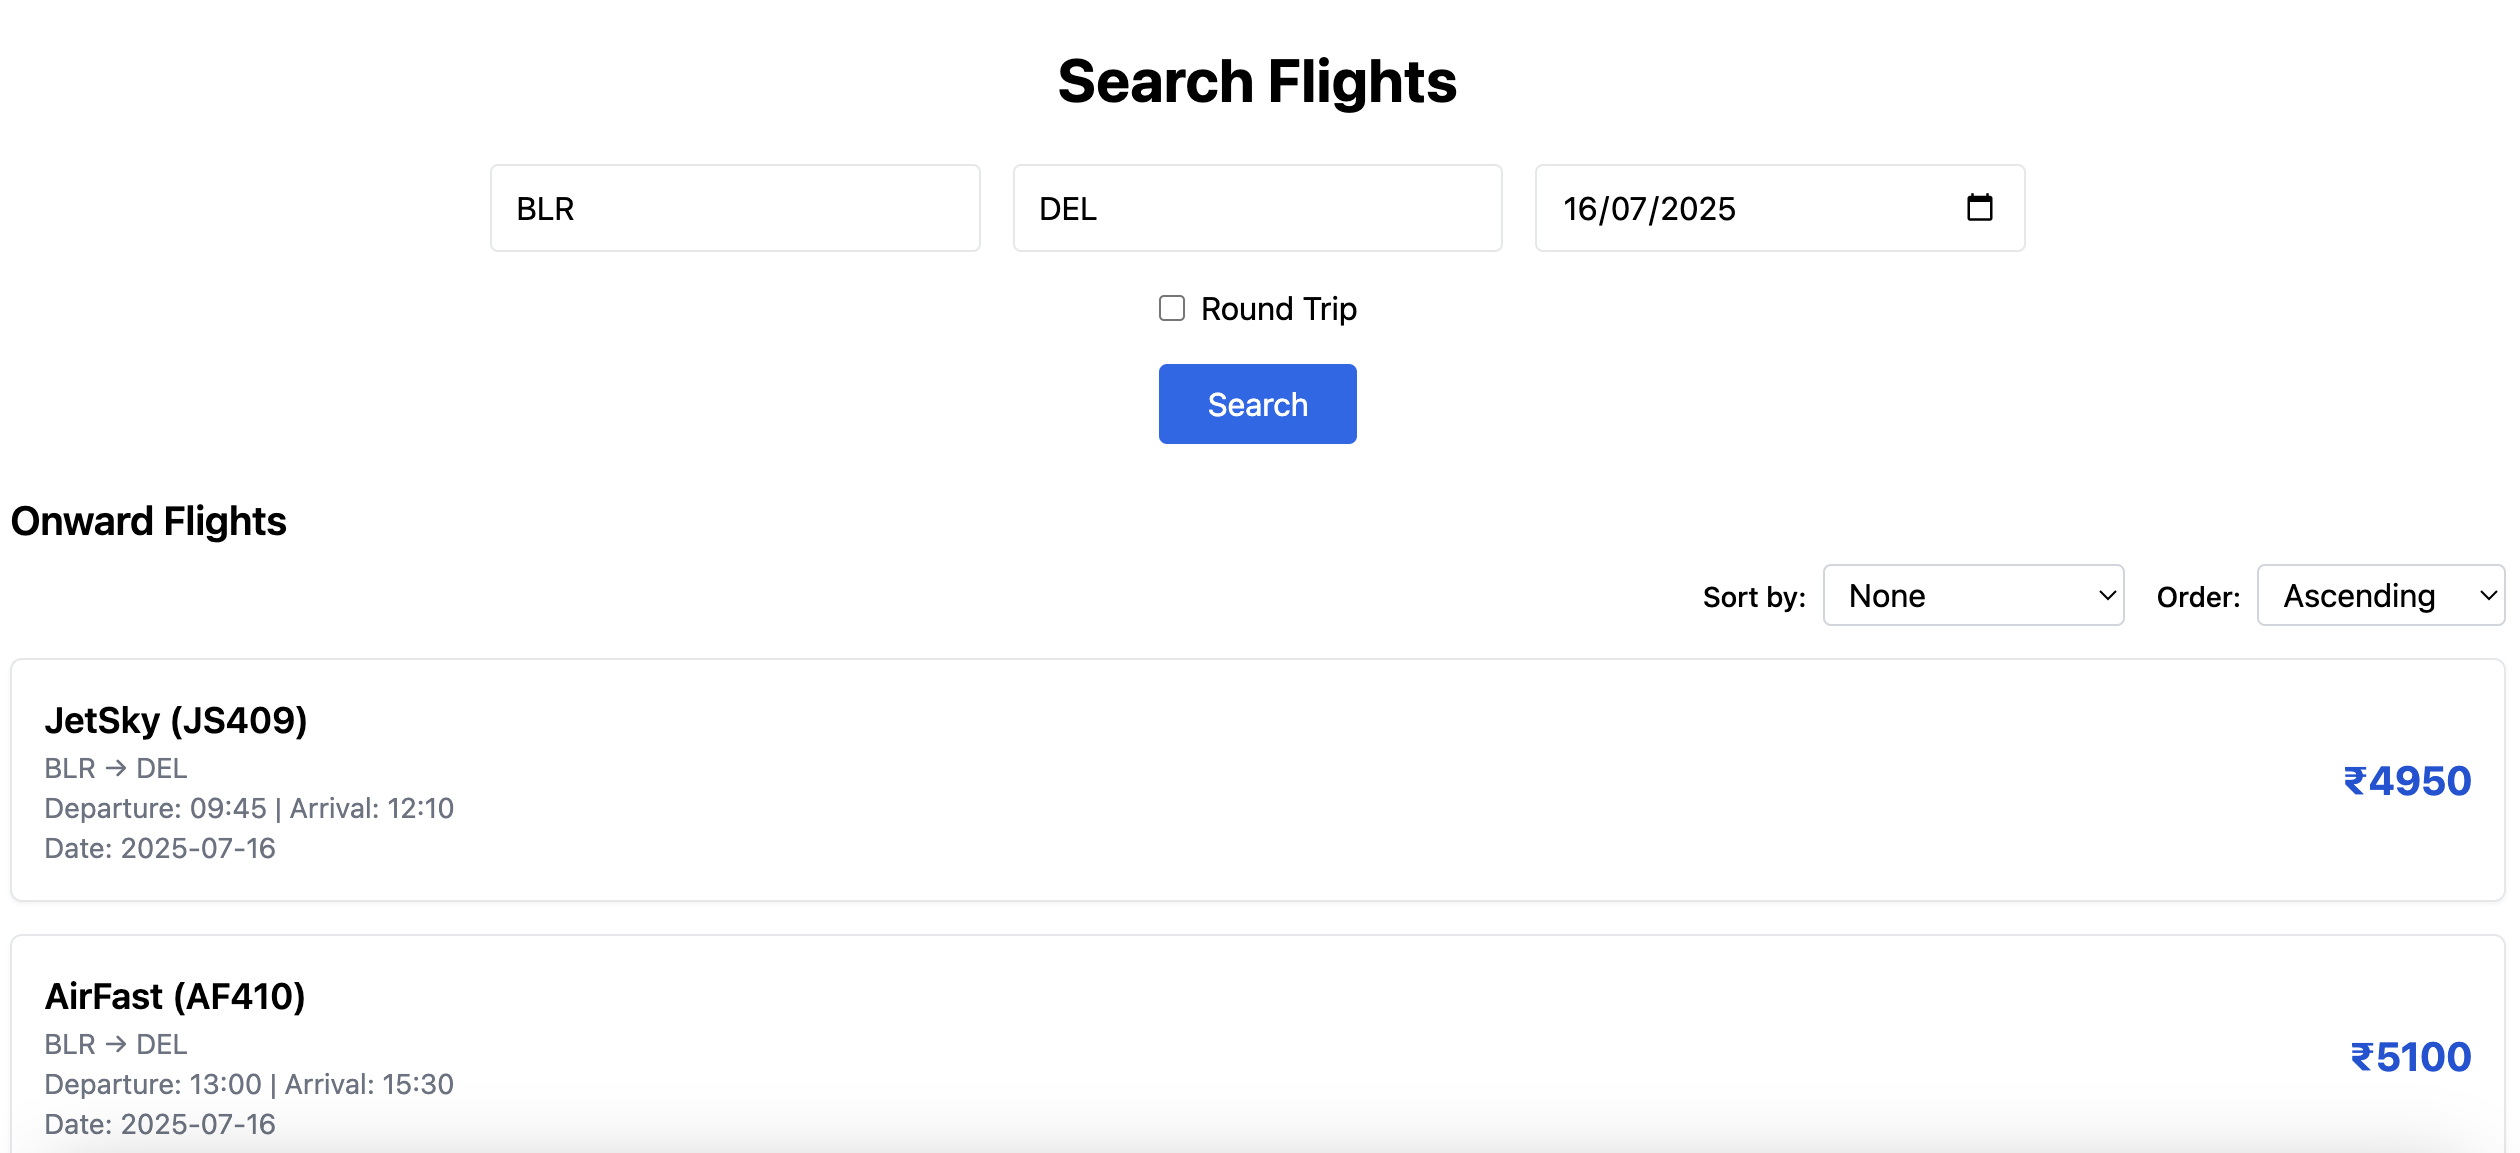 Search Flights
BLR
DEL
16/07/2025
Round Trip
Search
Onward Flights
Sort by: None Order: Ascending
JetSky (JS409)
BLR → DEL
Departure: 09:45 | Arrival: 12:10
Date: 2025-07-16
₹4950
AirFast (AF410)
BLR → DEL
Departure: 13:00 | Arrival: 15:30
Date: 2025-07-16
₹5100